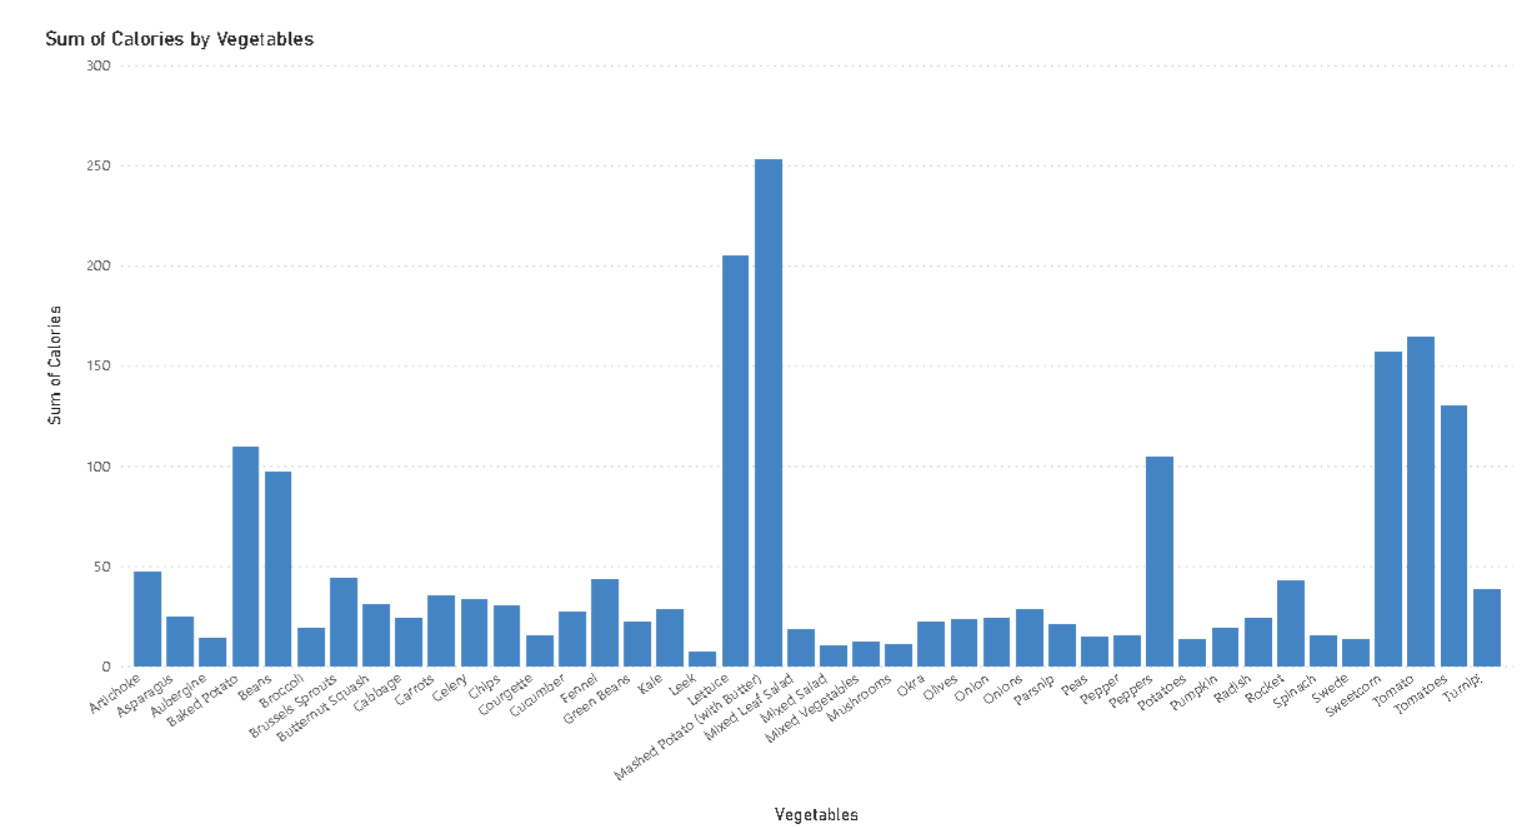 Sum of Calories by Vegetables
300
250
200
150
100
50
0
Sum of Calories
Artichoke
Asparagus
Aubergine
Baked Potato
Beans
Broccoli
Brussels Sprouts
Butternut Squash
Cabbage
Carrots
Celery
Chips
Courgette
Cucumber
Fennel
Green Beans
Kale
Leek
Lettuce
Mashed Potato (with Butter)
Mixed Leaf Salad
Mixed Salad
Mixed Vegetables
Mushrooms
Okra
Olives
Onion
Onions
Parsnip
Peas
Pepper
Peppers
Potatoes
Pumpkin
Radish
Rocket
Spinach
Swede
Sweetcorn
Tomato
Tomatoes
Turnip
Vegetables